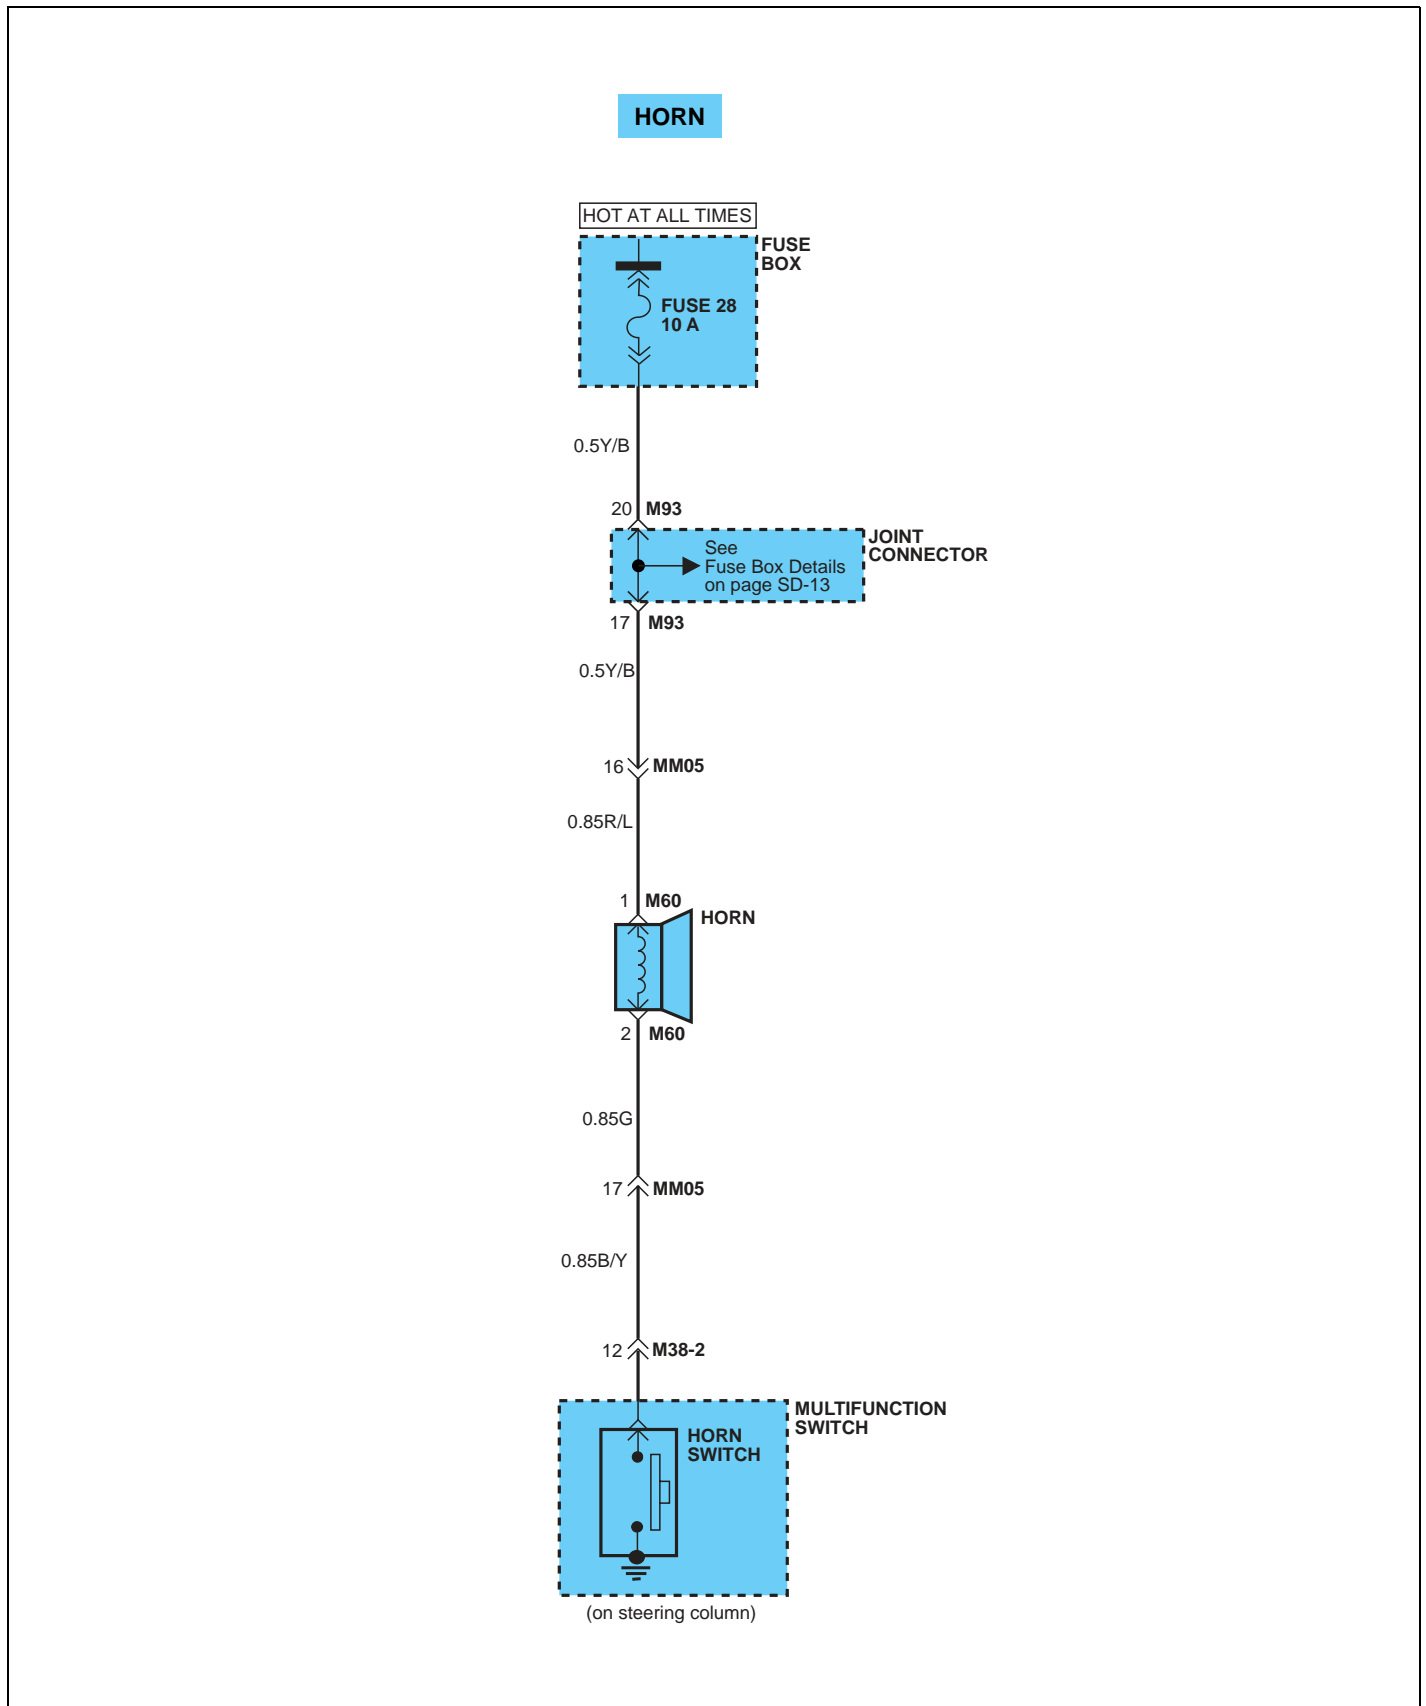 HORN
HOT AT ALL TIMES
FUSE
BOX
FUSE 28
10 A
0.5Y/B
20 M93
JOINT
CONNECTOR
See
Fuse Box Details
on page SD-13
17 M93
0.5Y/B
16 MM05
0.85R/L
1 M60
HORN
2 M60
0.85G
17 MM05
0.85B/Y
12 M38-2
MULTIFUNCTION
SWITCH
HORN
SWITCH
(on steering column)